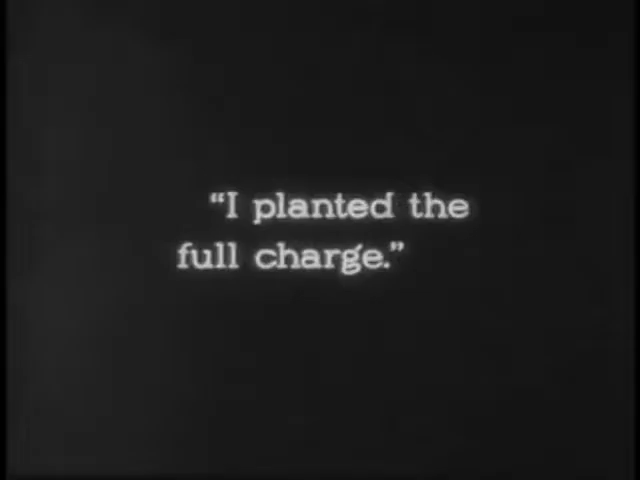 “I planted the
full charge.”